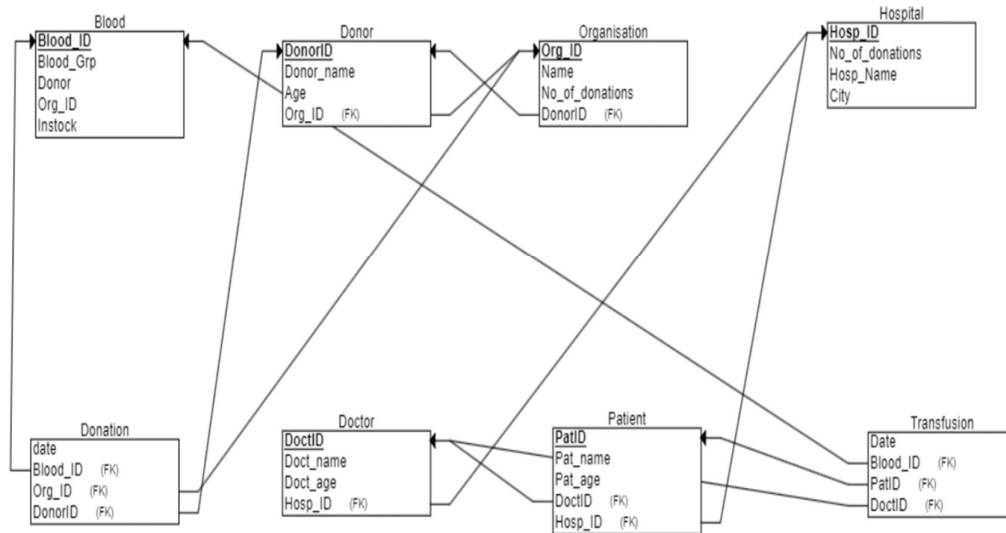 Blood
Blood_ID
Blood_Grp
Donor
Org_ID
Instock
Donor
DonorID
Donor_name
Age
Org_ID (FK)
Organisation
Org_ID
Name
No_of_donations
DonorID (FK)
Hospital
Hosp_ID
No_of_donations
Hosp_Name
City
Donation
date
Blood_ID (FK)
Org_ID (FK)
DonorID (FK)
Doctor
DoctID
Doct_name
Doct_age
Hosp_ID (FK)
Patient
PatID
Pat_name
Pat_age
DoctID (FK)
Hosp_ID (FK)
Transfusion
Date
Blood_ID (FK)
PatID (FK)
DoctID (FK)